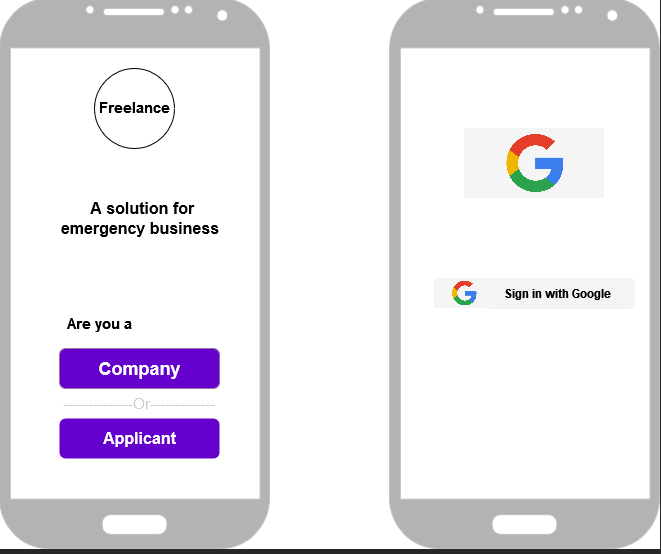 Freelance
A solution for
emergency business
Are you a
Company
--------------Or-------------
Applicant
Sign in with Google